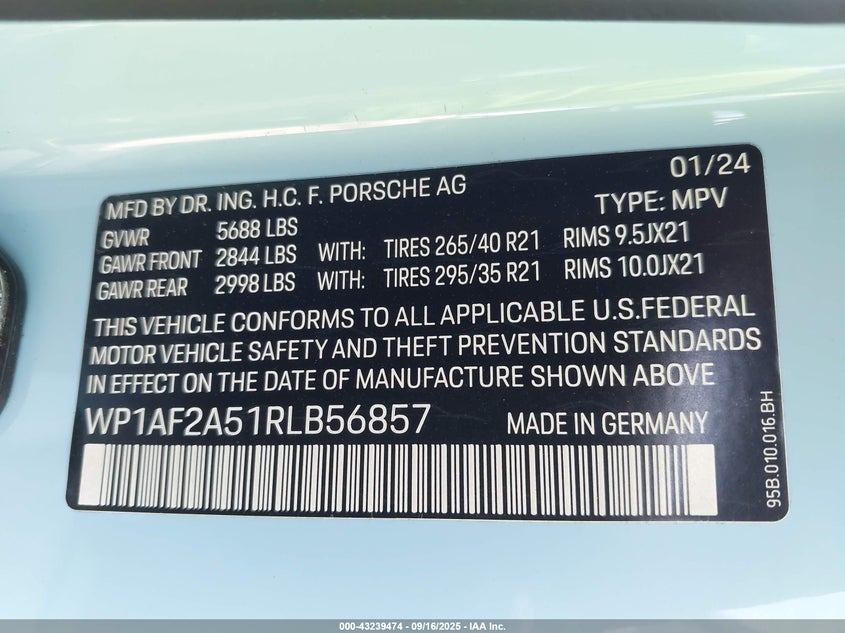 01/24
MFD BY DR. ING. H.C. F. PORSCHE AG
TYPE: MPV
GVWR 5688 LBS
GAWR FRONT 2844 LBS WITH: TIRES 265/40 R21 RIMS 9.5JX21
GAWR REAR 2998 LBS WITH: TIRES 295/35 R21 RIMS 10.0JX21
THIS VEHICLE CONFORMS TO ALL APPLICABLE U.S.FEDERAL
MOTOR VEHICLE SAFETY AND THEFT PREVENTION STANDARDS
IN EFFECT ON THE DATE OF MANUFACTURE SHOWN ABOVE
WP1AF2A51RLB56857 MADE IN GERMANY
95B.010.016.BH
000-43239474 - 09/16/2025 - IAA Inc.